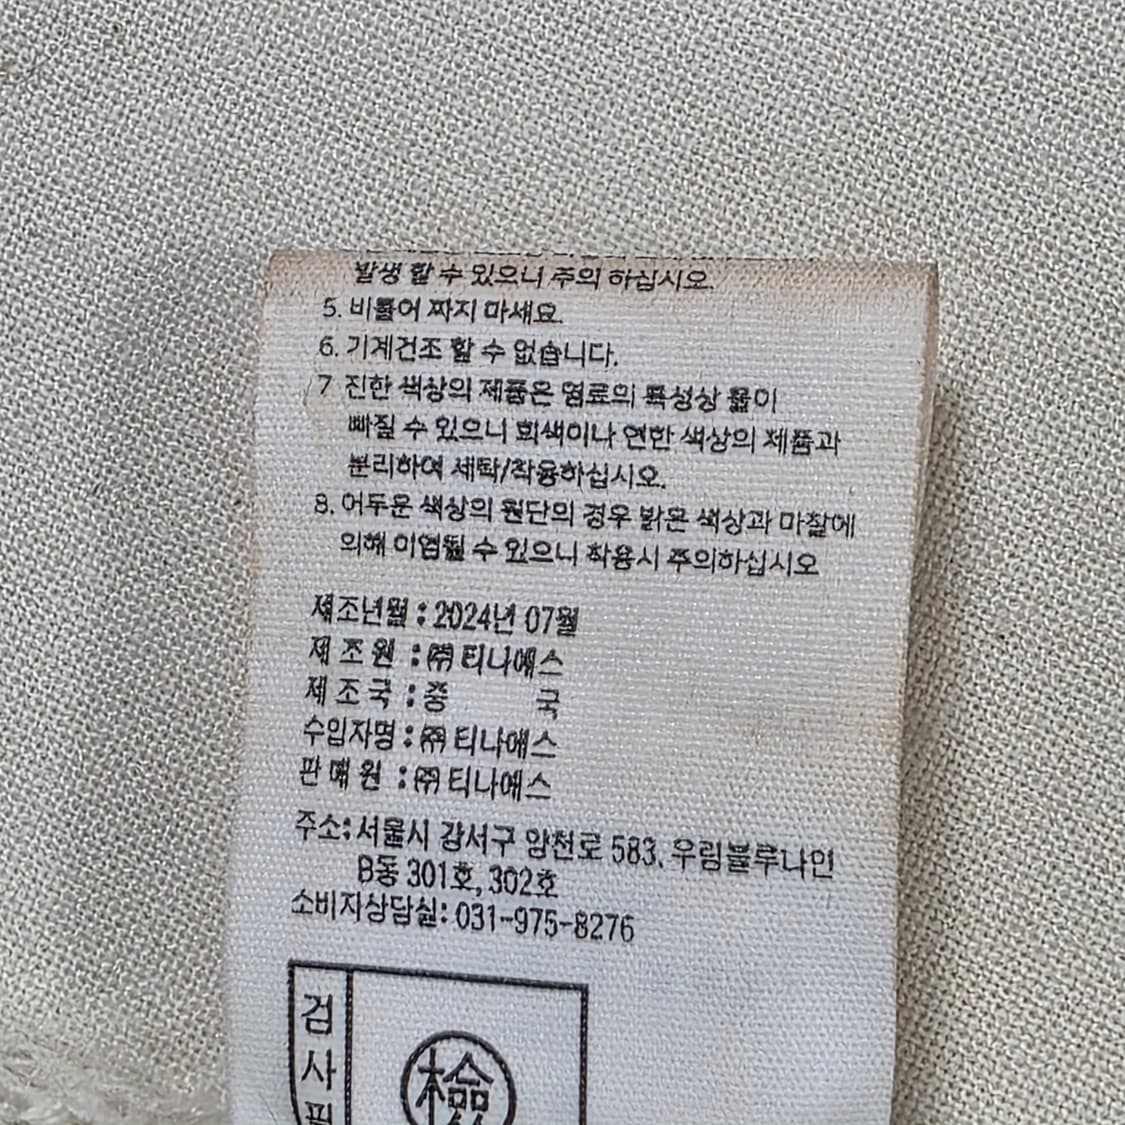 발생 할 수 있으니 주의 하십시오.
5. 비틀어 짜지 마세요.
6. 기계건조 할 수 없습니다.
7 진한 색상의 제품은 염료의 특성상 물이
빠질 수 있으니 흰색이나 연한 색상의 제품과
분리하여 세탁/착용하십시오.
8. 어두운 색상의 원단의 경우 밝은 색상과 마찰에
의해 이염될 수 있으니 착용시 주의하십시오
제조년월 : 2024년 07월
제 조 원 : ㈜ 티나에스
제 조 국 : 중 국
수입자명 : ㈜ 티나에스
판 매 원 : ㈜ 티나에스
주소: 서울시 강서구 양천로 583, 우림블루나인
B동 301호, 302호
소비자상담실: 031-975-8276
검
사
필
檢